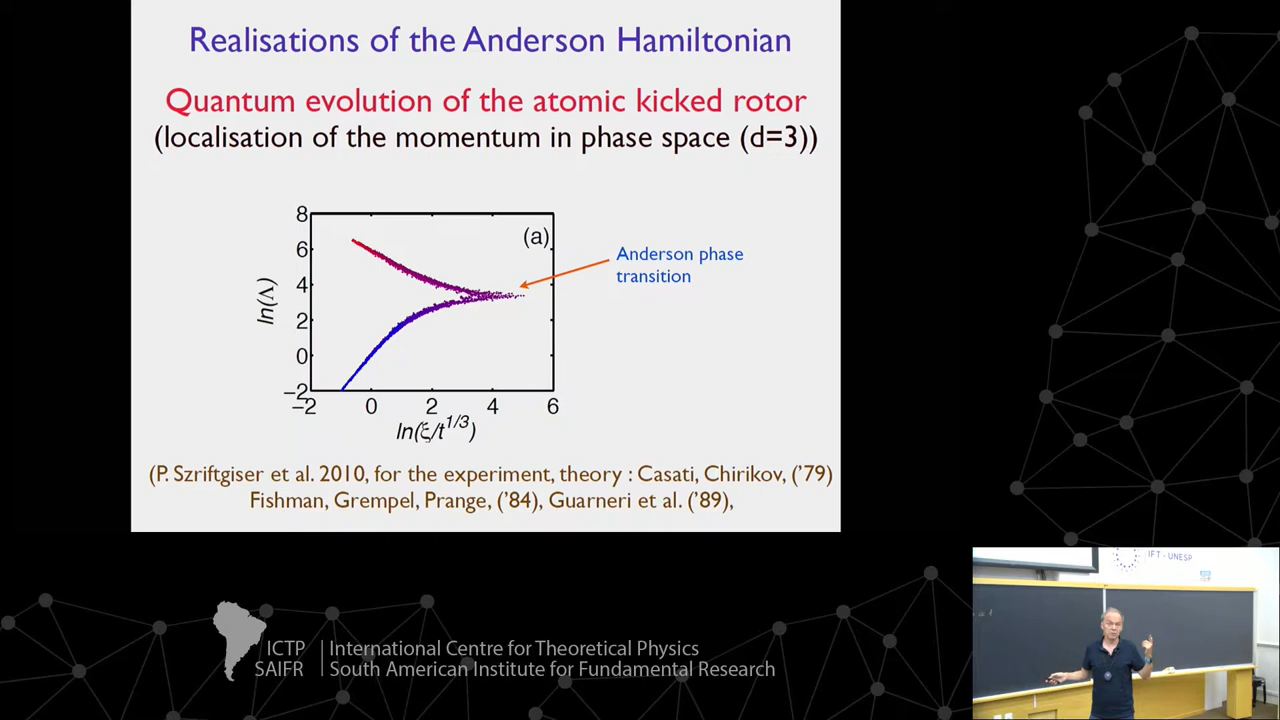 Realisations of the Anderson Hamiltonian
Quantum evolution of the atomic kicked rotor
(localisation of the momentum in phase space (d=3))
8
6
4
2
0
−2
ln(Λ)
(a)
Anderson phase
transition
−2 0 2 4 6
ln(ξ/t^{1/3})
(P. Szriftgiser et al. 2010, for the experiment, theory : Casati, Chirikov, ('79)
Fishman, Grempel, Prange, ('84), Guarneri et al. ('89),
IFT - UNESP
ICTP
SAIFR
International Centre for Theoretical Physics
South American Institute for Fundamental Research